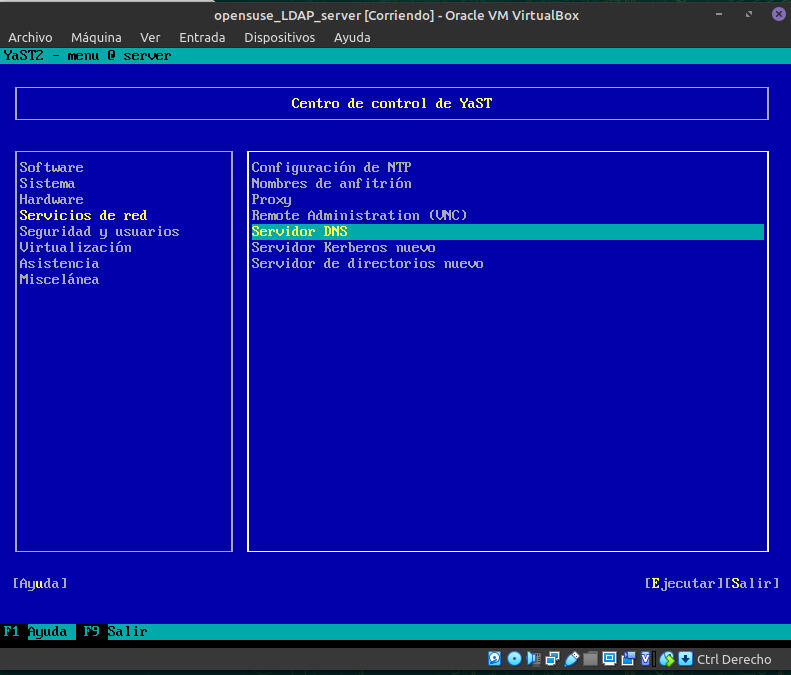 opensuse_LDAP_server [Corriendo] - Oracle VM VirtualBox
Archivo Máquina Ver Entrada Dispositivos Ayuda
YaST2 - menu @ server
Centro de control de YaST
Software
Sistema
Hardware
Servicios de red
Seguridad y usuarios
Virtualización
Asistencia
Miscelánea
Configuración de NTP
Nombres de anfitrión
Proxy
Remote Administration (VNC)
Servidor DNS
Servidor Kerberos nuevo
Servidor de directorios nuevo
[Ayuda] [Ejecutar][Salir]
F1 Ayuda F9 Salir
Ctrl Derecho